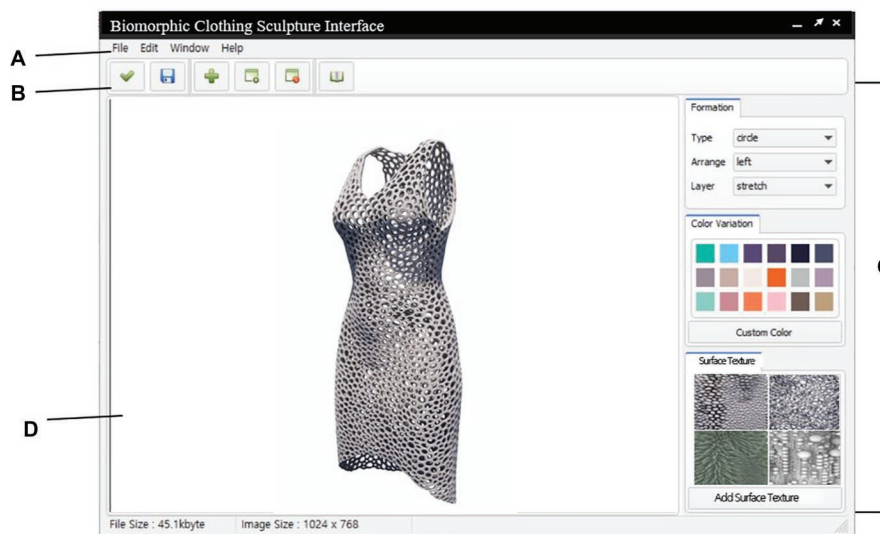 Biomorphic Clothing Sculpture Interface
A
File Edit Window Help
B
Formation
Type circle
Arrange left
Layer stretch
Color Variation
Custom Color
Surface Texture
D
Add Surface Texture
File Size : 45.1kbyte Image Size : 1024 x 768